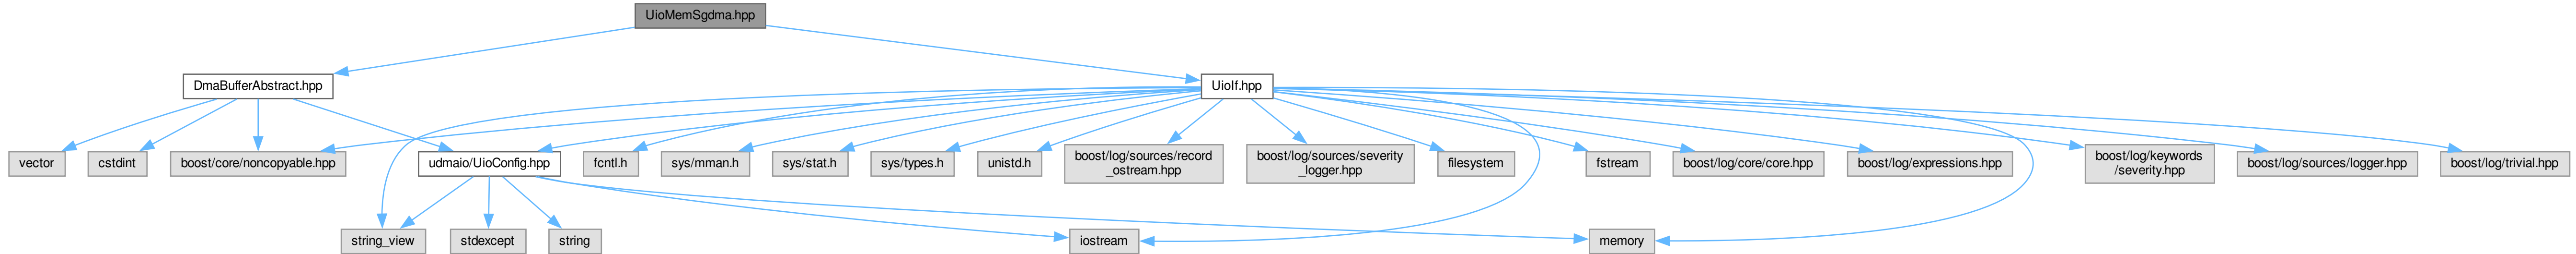 UioMemSgdma.hpp
DmaBufferAbstract.hpp
UioIf.hpp
vector
cstdint
boost/core/noncopyable.hpp
udmaio/UioConfig.hpp
fcntl.h
sys/mman.h
sys/stat.h
sys/types.h
unistd.h
boost/log/sources/record
_ostream.hpp
boost/log/sources/severity
_logger.hpp
filesystem
fstream
boost/log/core/core.hpp
boost/log/expressions.hpp
boost/log/keywords
/severity.hpp
boost/log/sources/logger.hpp
boost/log/trivial.hpp
string_view
stdexcept
string
iostream
memory